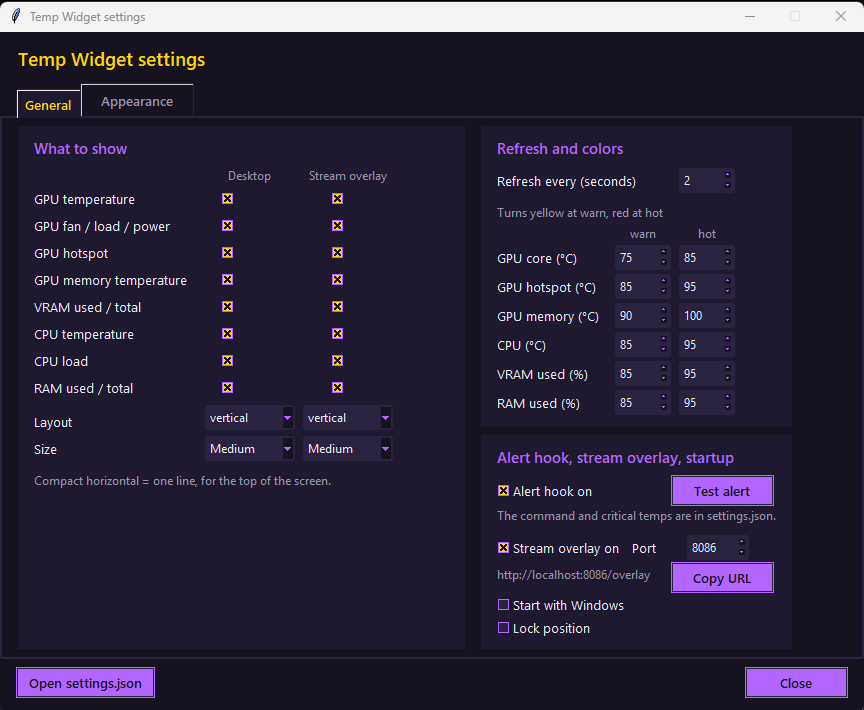 Temp Widget settings
Temp Widget settings
General
Appearance
What to show
Desktop Stream overlay
GPU temperature
GPU fan / load / power
GPU hotspot
GPU memory temperature
VRAM used / total
CPU temperature
CPU load
RAM used / total
Layout vertical vertical
Size Medium Medium
Compact horizontal = one line, for the top of the screen.
Refresh and colors
Refresh every (seconds) 2
Turns yellow at warn, red at hot
warn hot
GPU core (°C) 75 85
GPU hotspot (°C) 85 95
GPU memory (°C) 90 100
CPU (°C) 85 95
VRAM used (%) 85 95
RAM used (%) 85 95
Alert hook, stream overlay, startup
Alert hook on Test alert
The command and critical temps are in settings.json.
Stream overlay on Port 8086
http://localhost:8086/overlay Copy URL
Start with Windows
Lock position
Open settings.json Close